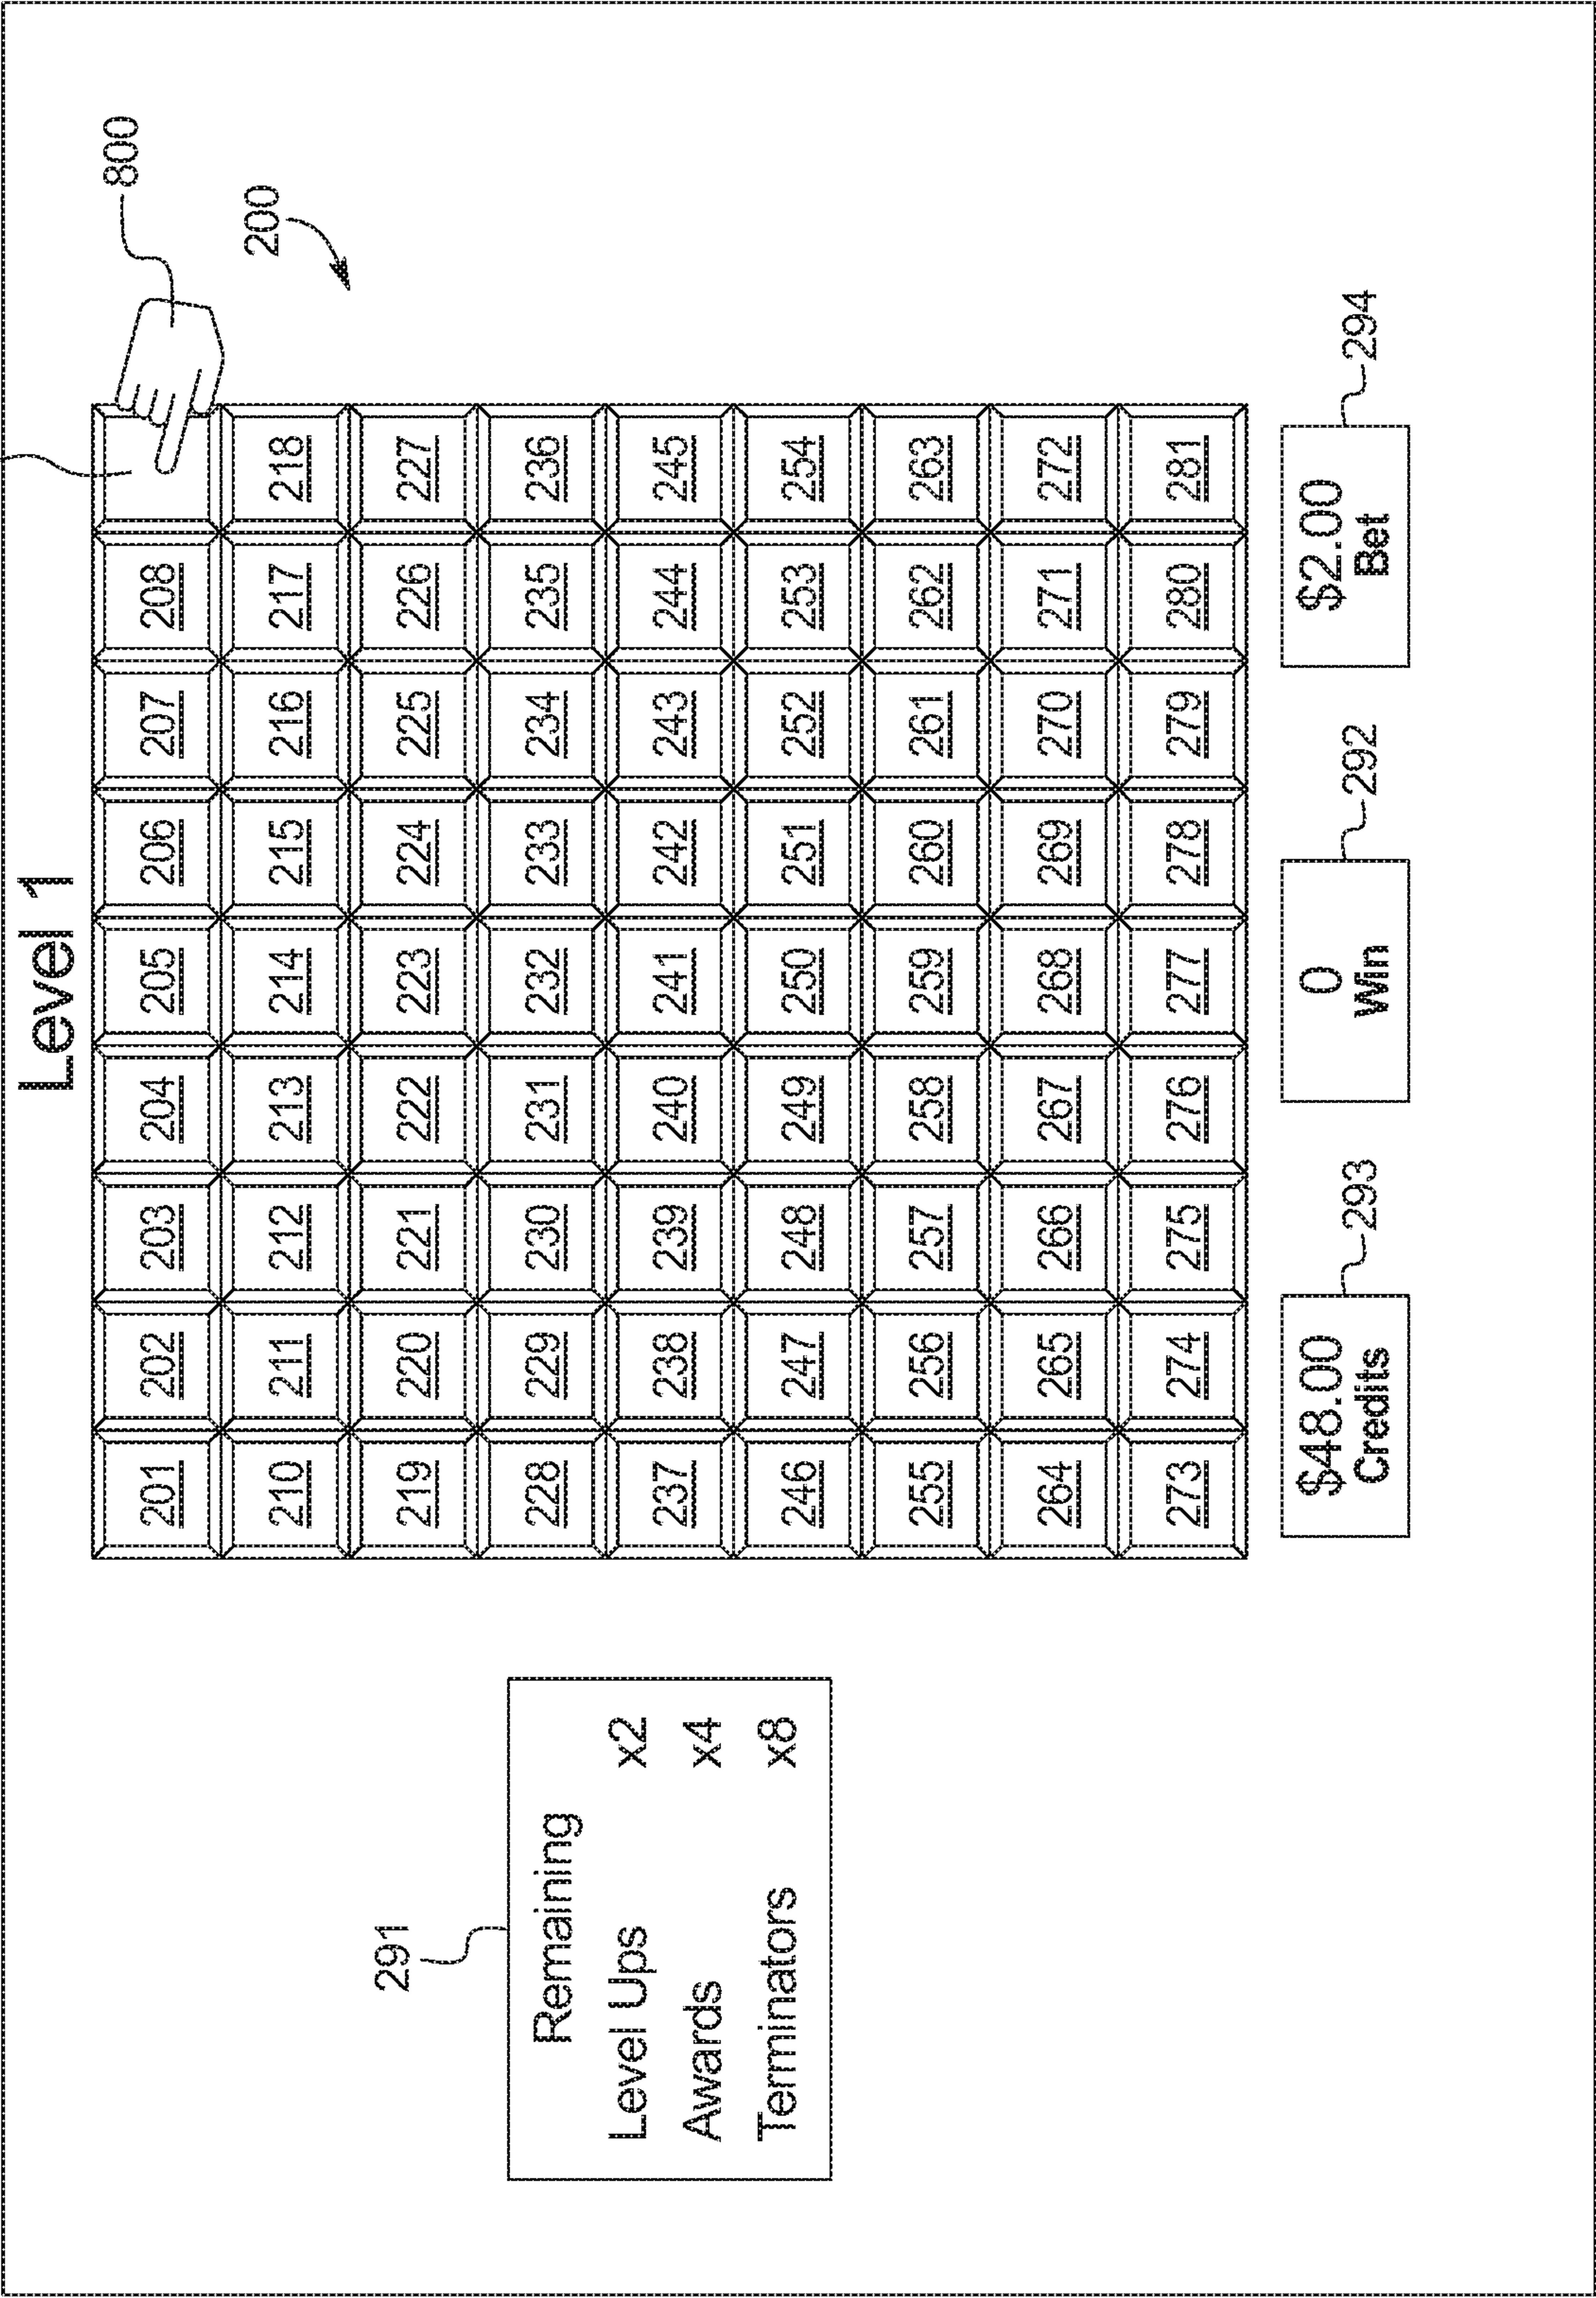 Level 1
800
200
201 202 203 204 205 206 207 208
210 211 212 213 214 215 216 217 218
219 220 221 222 223 224 225 226 227
228 229 230 231 232 233 234 235 236
237 238 239 240 241 242 243 244 245
246 247 248 249 250 251 252 253 254
255 256 257 258 259 260 261 262 263
264 265 266 267 268 269 270 271 272
273 274 275 276 277 278 279 280 281
291
Remaining
Level Ups x2
Awards x4
Terminators x8
$48.00
Credits
293
0
Win
292
$2.00
Bet
294